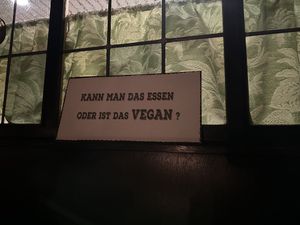 KANN MAN DAS ESSEN
ODER IST DAS VEGAN ?